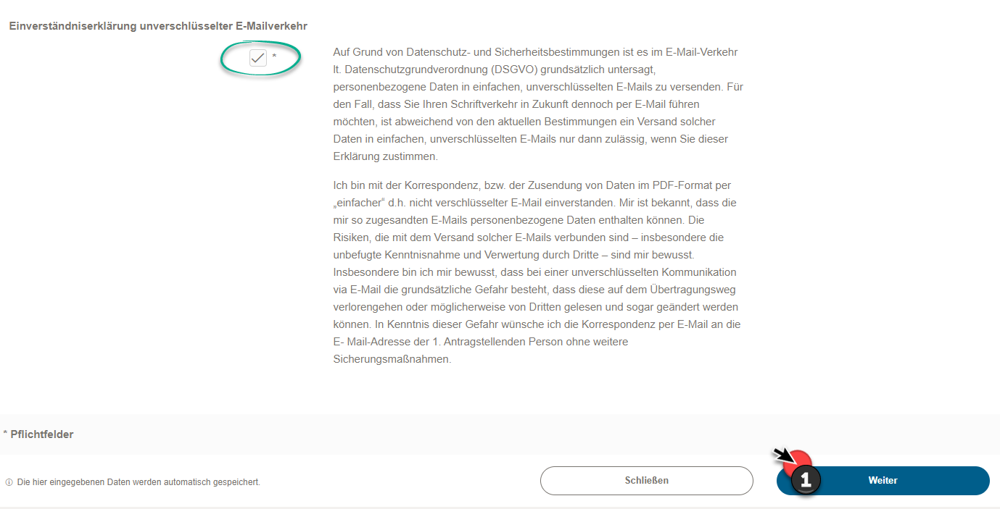 Einverständniserklärung unverschlüsselter E-Mailverkehr
*
Auf Grund von Datenschutz- und Sicherheitsbestimmungen ist es im E-Mail-Verkehr
lt. Datenschutzgrundverordnung (DSGVO) grundsätzlich untersagt,
personenbezogene Daten in einfachen, unverschlüsselten E-Mails zu versenden. Für
den Fall, dass Sie Ihren Schriftverkehr in Zukunft dennoch per E-Mail führen
möchten, ist abweichend von den aktuellen Bestimmungen ein Versand solcher
Daten in einfachen, unverschlüsselten E-Mails nur dann zulässig, wenn Sie dieser
Erklärung zustimmen.
Ich bin mit der Korrespondenz, bzw. der Zusendung von Daten im PDF-Format per
„einfacher“ d.h. nicht verschlüsselter E-Mail einverstanden. Mir ist bekannt, dass die
mir so zugesandten E-Mails personenbezogene Daten enthalten können. Die
Risiken, die mit dem Versand solcher E-Mails verbunden sind – insbesondere die
unbefugte Kenntnisnahme und Verwertung durch Dritte – sind mir bewusst.
Insbesondere bin ich mir bewusst, dass bei einer unverschlüsselten Kommunikation
via E-Mail die grundsätzliche Gefahr besteht, dass diese auf dem Übertragungsweg
verlorengehen oder möglicherweise von Dritten gelesen und sogar geändert werden
können. In Kenntnis dieser Gefahr wünsche ich die Korrespondenz per E-Mail an die
E- Mail-Adresse der 1. Antragstellenden Person ohne weitere
Sicherungsmaßnahmen.
* Pflichtfelder
Die hier eingegebenen Daten werden automatisch gespeichert.
Schließen
1
Weiter